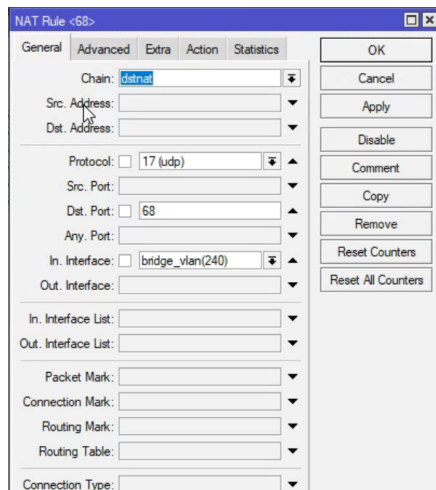 NAT Rule <68>
General Advanced Extra Action Statistics
Chain: dstnat
Src. Address:
Dst. Address:
Protocol: 17 (udp)
Src. Port:
Dst. Port: 68
Any. Port:
In. Interface: bridge_vlan(240)
Out. Interface:
In. Interface List:
Out. Interface List:
Packet Mark:
Connection Mark:
Routing Mark:
Routing Table:
Connection Type:
OK
Cancel
Apply
Disable
Comment
Copy
Remove
Reset Counters
Reset All Counters